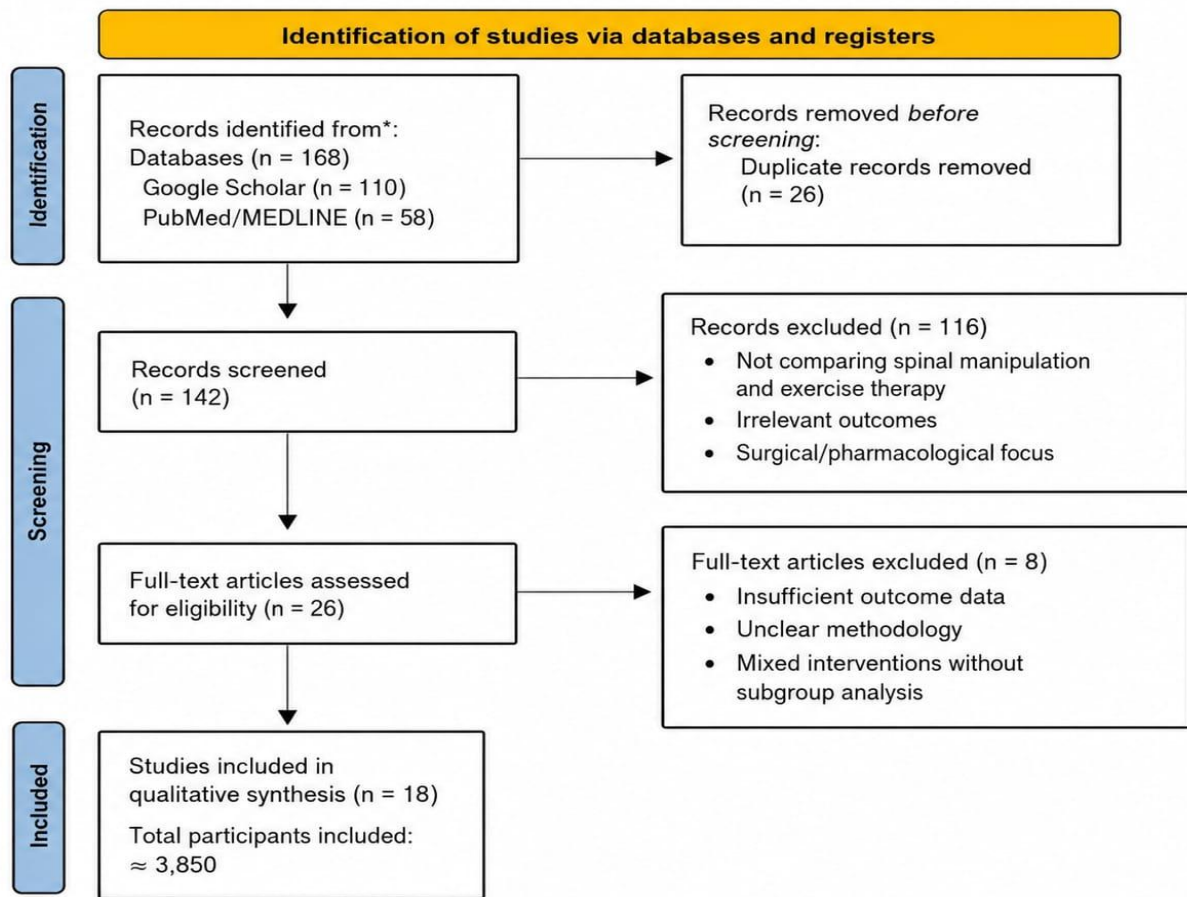 Identification of studies via databases and registers
Identification
Records identified from*:
Databases (n = 168)
Google Scholar (n = 110)
PubMed/MEDLINE (n = 58)
Records removed before
screening:
Duplicate records removed
(n = 26)
Screening
Records screened
(n = 142)
Records excluded (n = 116)
• Not comparing spinal manipulation
and exercise therapy
• Irrelevant outcomes
• Surgical/pharmacological focus
Full-text articles assessed
for eligibility (n = 26)
Full-text articles excluded (n = 8)
• Insufficient outcome data
• Unclear methodology
• Mixed interventions without
subgroup analysis
Included
Studies included in
qualitative synthesis (n = 18)
Total participants included:
≈ 3,850